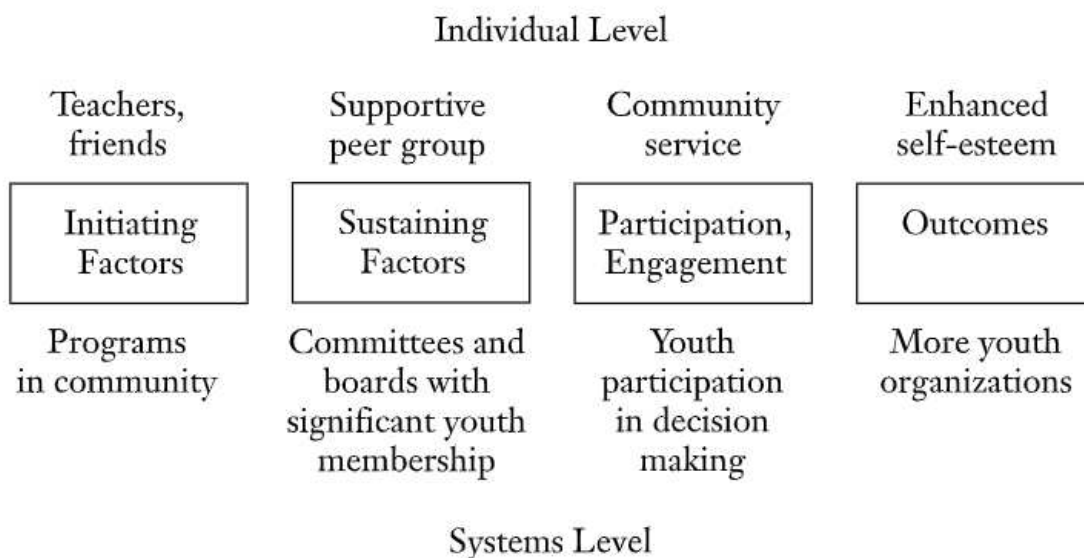 Individual Level
Teachers,
friends
Supportive
peer group
Community
service
Enhanced
self-esteem
Initiating
Factors
Sustaining
Factors
Participation,
Engagement
Outcomes
Programs
in community
Committees and
boards with
significant youth
membership
Youth
participation
in decision
making
More youth
organizations
Systems Level